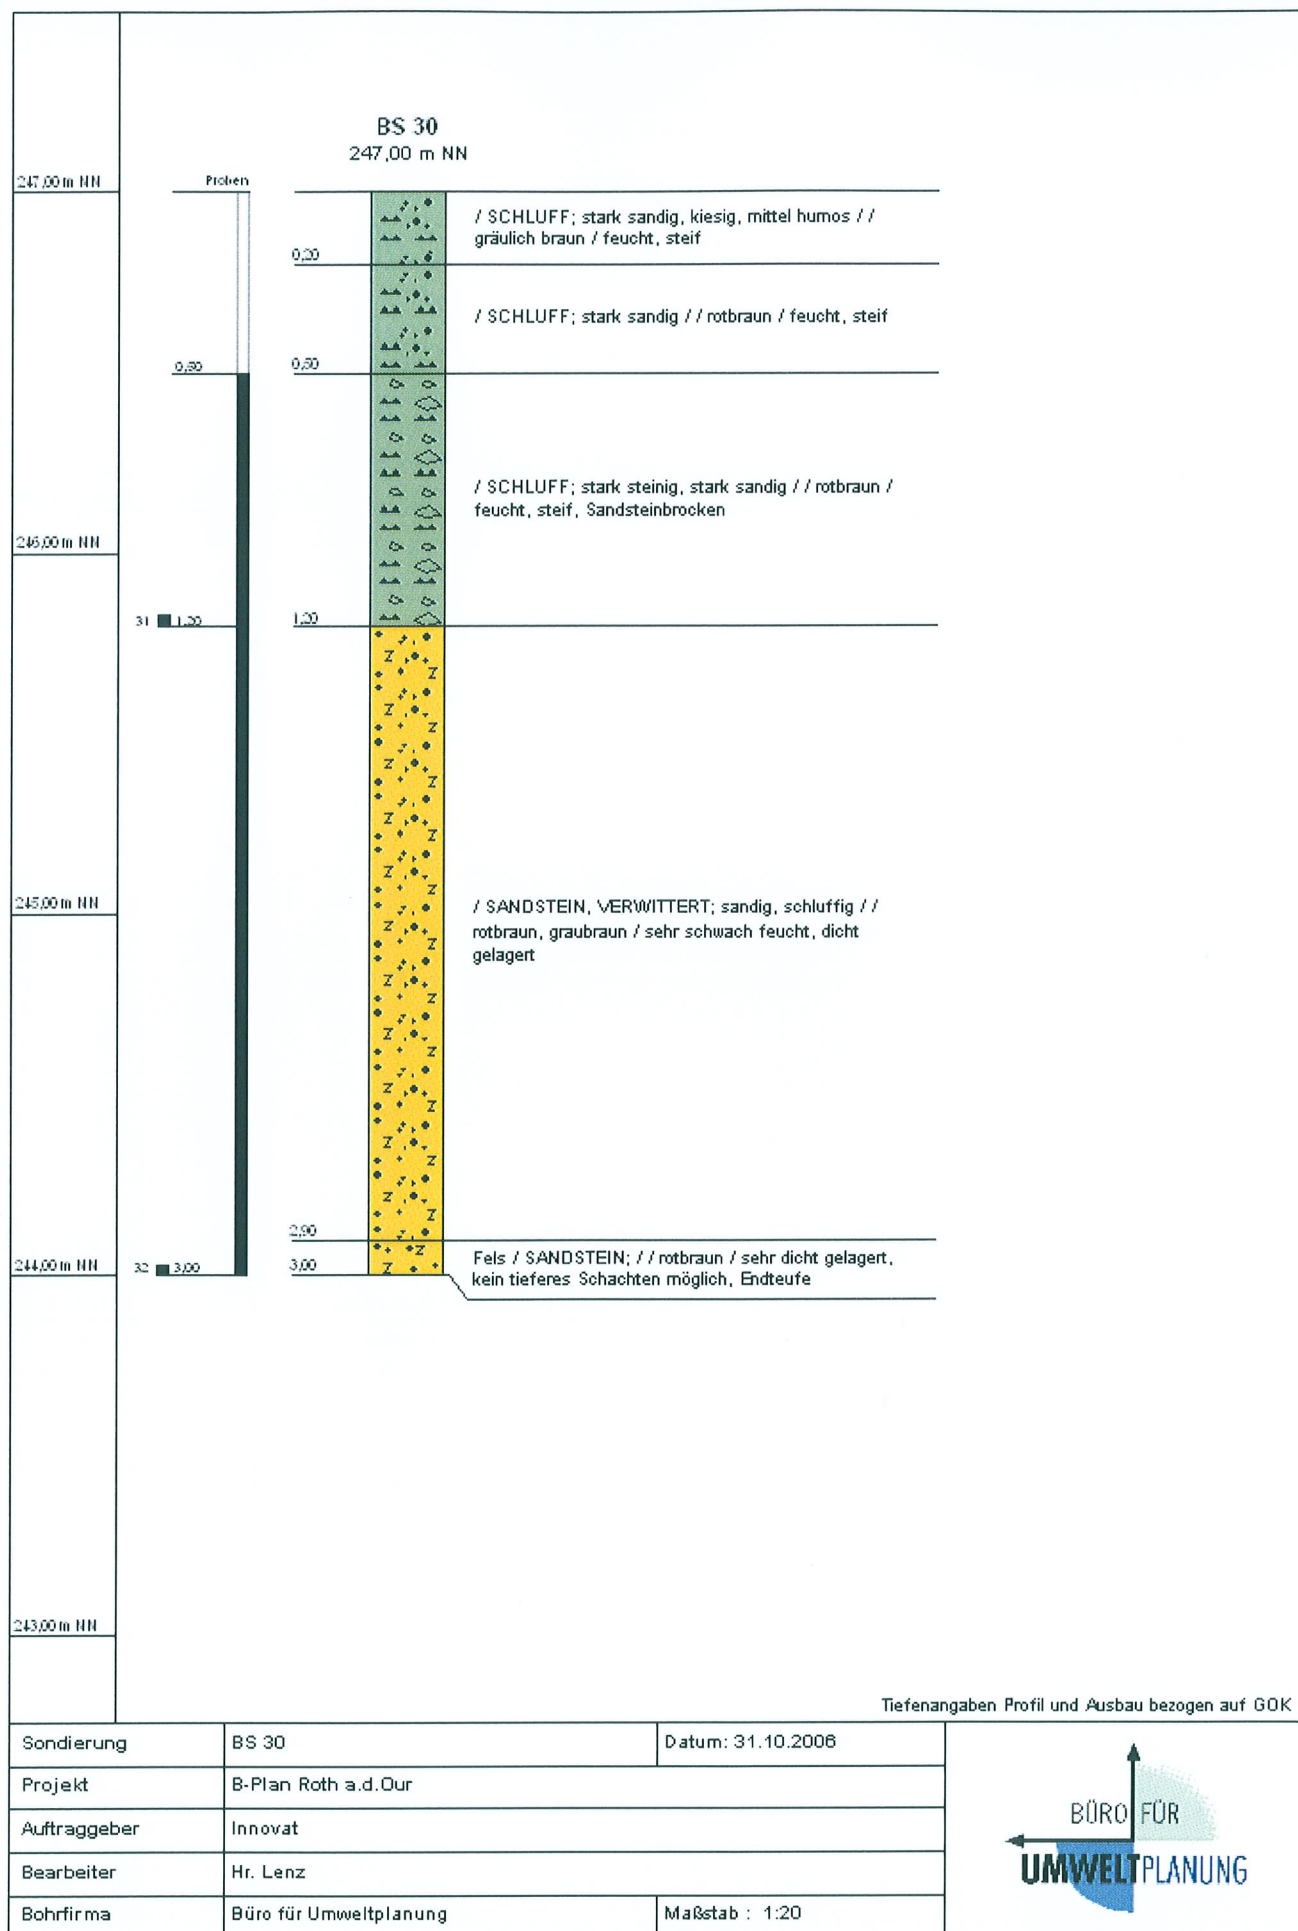 BS 30
247,00 m NN
247,00 m NN
Proben
/ SCHLUFF; stark sandig, kiesig, mittel humos / /
gräulich braun / feucht, steif
0,20
/ SCHLUFF; stark sandig / / rotbraun / feucht, steif
0,50
0,50
/ SCHLUFF; stark steinig, stark sandig / / rotbraun /
feucht, steif, Sandsteinbrocken
246,00 m NN
31
1,20
1,20
245,00 m NN
/ SANDSTEIN, VERWITTERT; sandig, schluffig / /
rotbraun, graubraun / sehr schwach feucht, dicht
gelagert
2,90
Fels / SANDSTEIN; / / rotbraun / sehr dicht gelagert,
kein tieferes Schachten möglich, Endteufe
244,00 m NN
32
3,00
3,00
243,00 m NN
Tiefenangaben Profil und Ausbau bezogen auf GOK
Sondierung
BS 30
Datum: 31.10.2006
Projekt
B-Plan Roth a.d.Our
Auftraggeber
Innovat
Bearbeiter
Hr. Lenz
Bohrfirma
Büro für Umweltplanung
Maßstab : 1:20
BÜRO FÜR
UMWELTPLANUNG